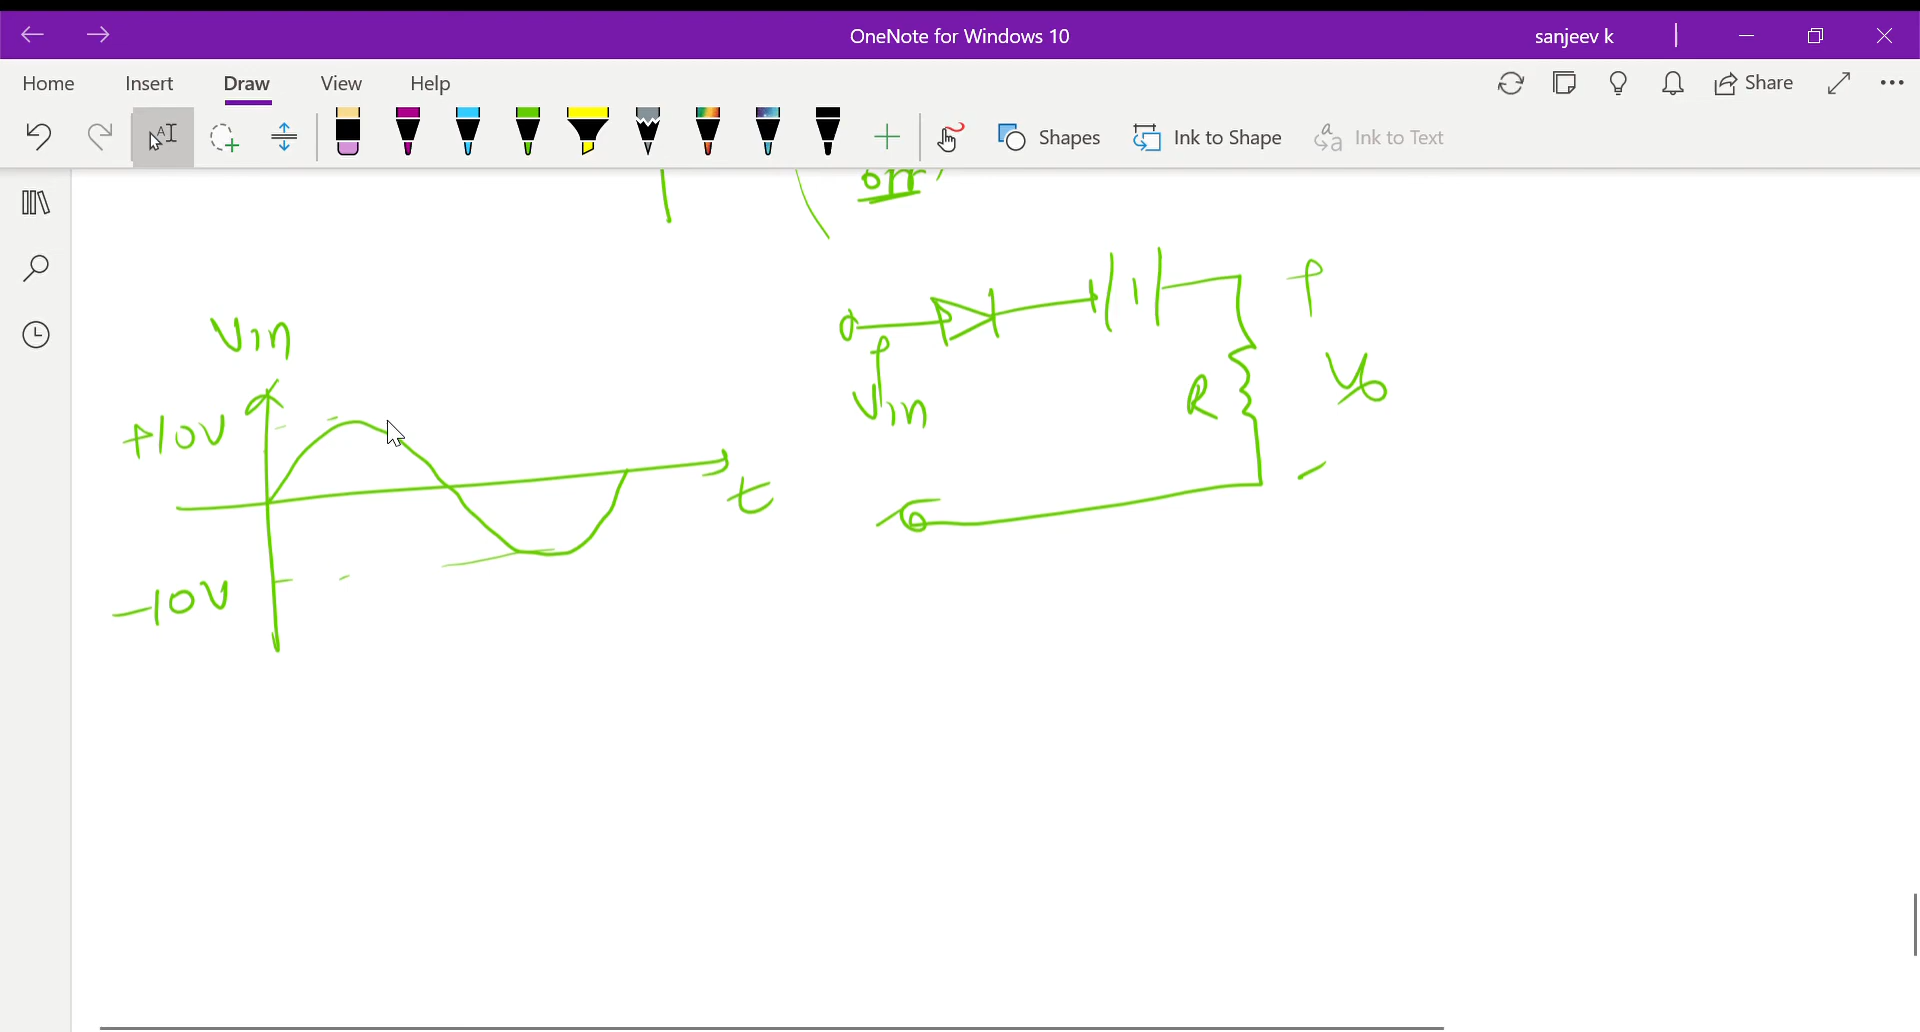 OneNote for Windows 10
sanjeev k
Home Insert Draw View Help
Share
Shapes Ink to Shape Ink to Text
off,
Vin
+10V
t
-10V
Vin
R
+
Vo
-